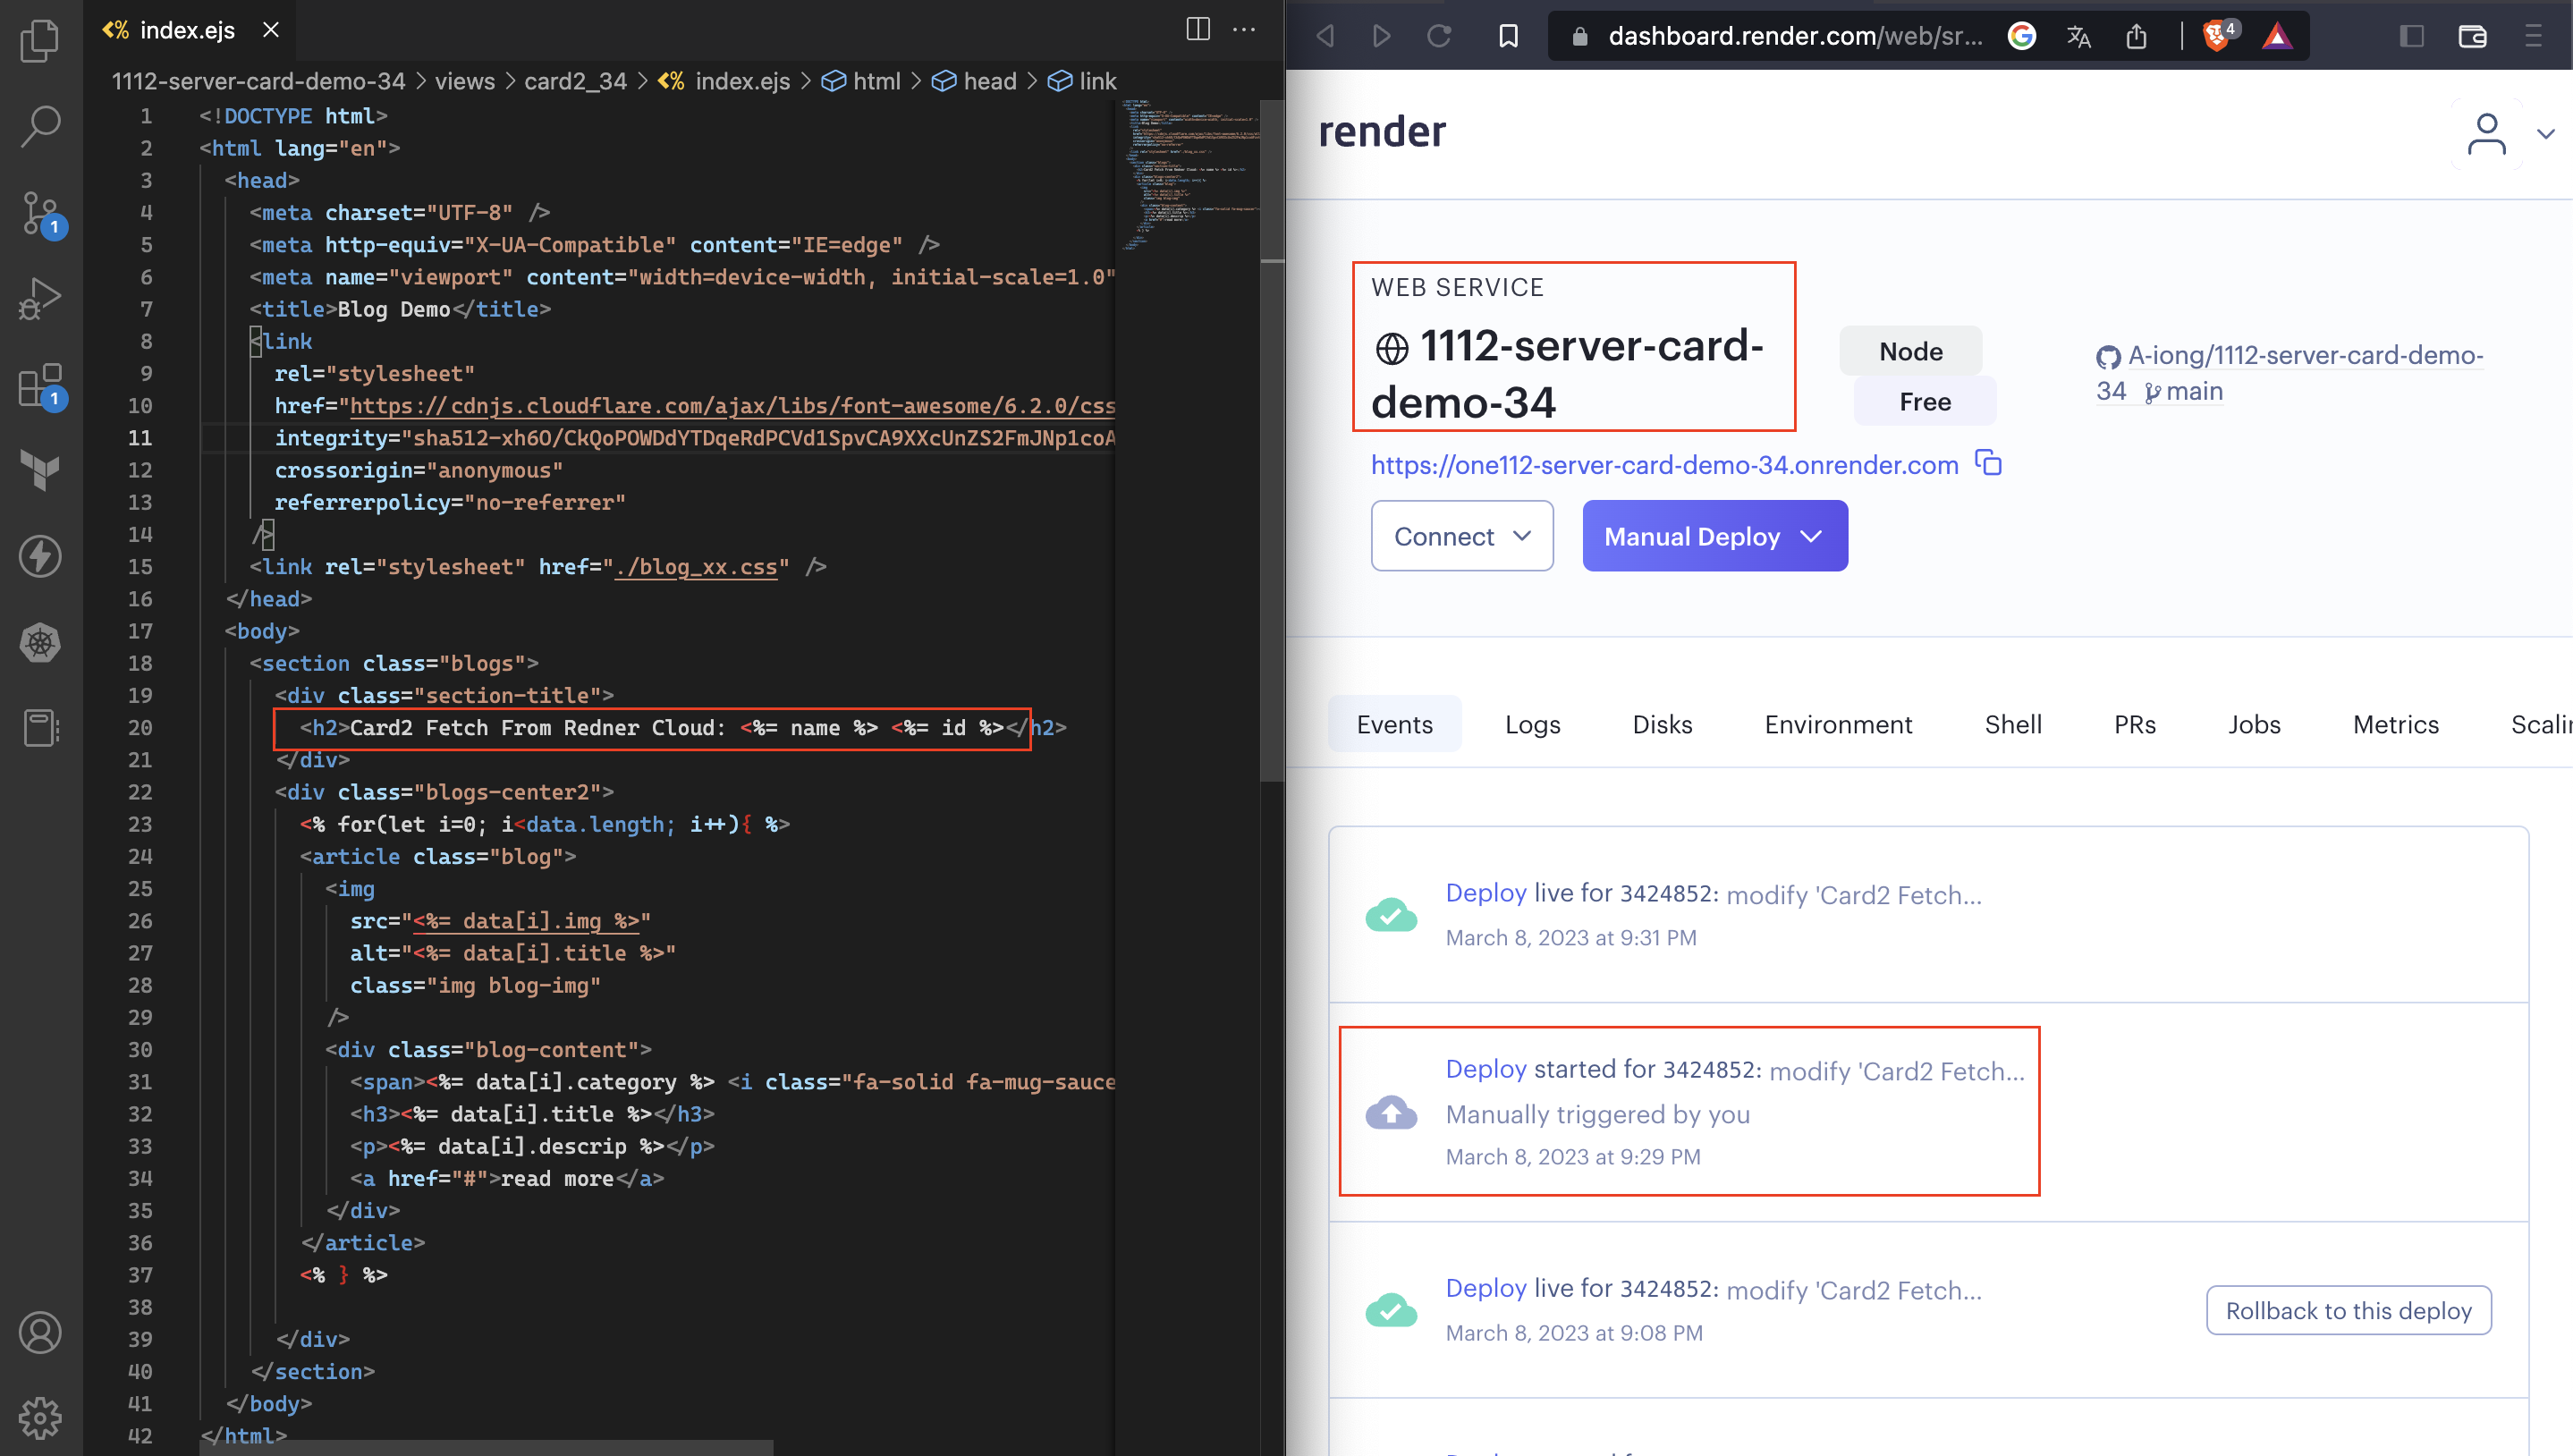 index.ejs
1112-server-card-demo-34 > views > card2_34 > index.ejs > html > head > link
1 <!DOCTYPE html>
2 <html lang="en">
3 <head>
4 <meta charset="UTF-8" />
5 <meta http-equiv="X-UA-Compatible" content="IE=edge" />
6 <meta name="viewport" content="width=device-width, initial-scale=1.0"
7 <title>Blog Demo</title>
8 <link
9 rel="stylesheet"
10 href="https://cdnjs.cloudflare.com/ajax/libs/font-awesome/6.2.0/css
11 integrity="sha512-xh6O/CkQoPOWDdYTDqeRdPCVd1SpvCA9XXcUnZS2FmJNp1coA
12 crossorigin="anonymous"
13 referrerpolicy="no-referrer"
14 />
15 <link rel="stylesheet" href="./blog_xx.css" />
16 </head>
17 <body>
18 <section class="blogs">
19 <div class="section-title">
20 <h2>Card2 Fetch From Redner Cloud: <%= name %> <%= id %></h2>
21 </div>
22 <div class="blogs-center2">
23 <% for(let i=0; i<data.length; i++){ %>
24 <article class="blog">
25 <img
26 src="<%= data[i].img %>"
27 alt="<%= data[i].title %>"
28 class="img blog-img"
29 />
30 <div class="blog-content">
31 <span><%= data[i].category %> <i class="fa-solid fa-mug-sauce
32 <h3><%= data[i].title %></h3>
33 <p><%= data[i].descrip %></p>
34 <a href="#">read more</a>
35 </div>
36 </article>
37 <% } %>
38
39 </div>
40 </section>
41 </body>
42 </html>
1
1
dashboard.render.com/web/sr...
4
render
WEB SERVICE
1112-server-card-
demo-34
Node
Free
A-iong/1112-server-card-demo-
34 main
https://one112-server-card-demo-34.onrender.com
Connect
Manual Deploy
Events Logs Disks Environment Shell PRs Jobs Metrics Scalin
Deploy live for 3424852: modify 'Card2 Fetch...
March 8, 2023 at 9:31 PM
Deploy started for 3424852: modify 'Card2 Fetch...
Manually triggered by you
March 8, 2023 at 9:29 PM
Deploy live for 3424852: modify 'Card2 Fetch...
March 8, 2023 at 9:08 PM
Rollback to this deploy